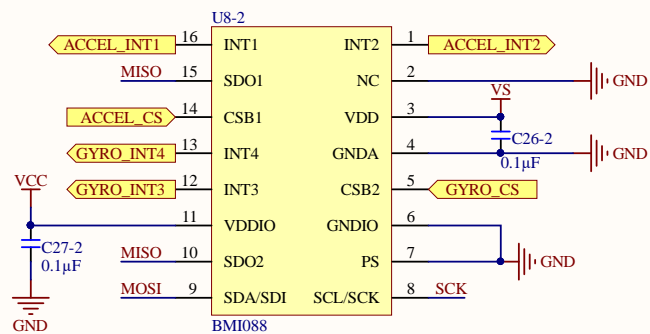 U8-2
ACCEL_INT1 16 INT1 INT2 1 ACCEL_INT2
MISO 15 SDO1 NC 2 GND
VS
ACCEL_CS 14 CSB1 VDD 3
C26-2
GYRO_INT4 13 INT4 GNDA 4 0.1µF GND
VCC
GYRO_INT3 12 INT3 CSB2 5 GYRO_CS
11 VDDIO GNDIO 6
C27-2
MISO 10 SDO2 PS 7 GND
0.1µF
MOSI 9 SDA/SDI SCL/SCK 8 SCK
GND
BMI088